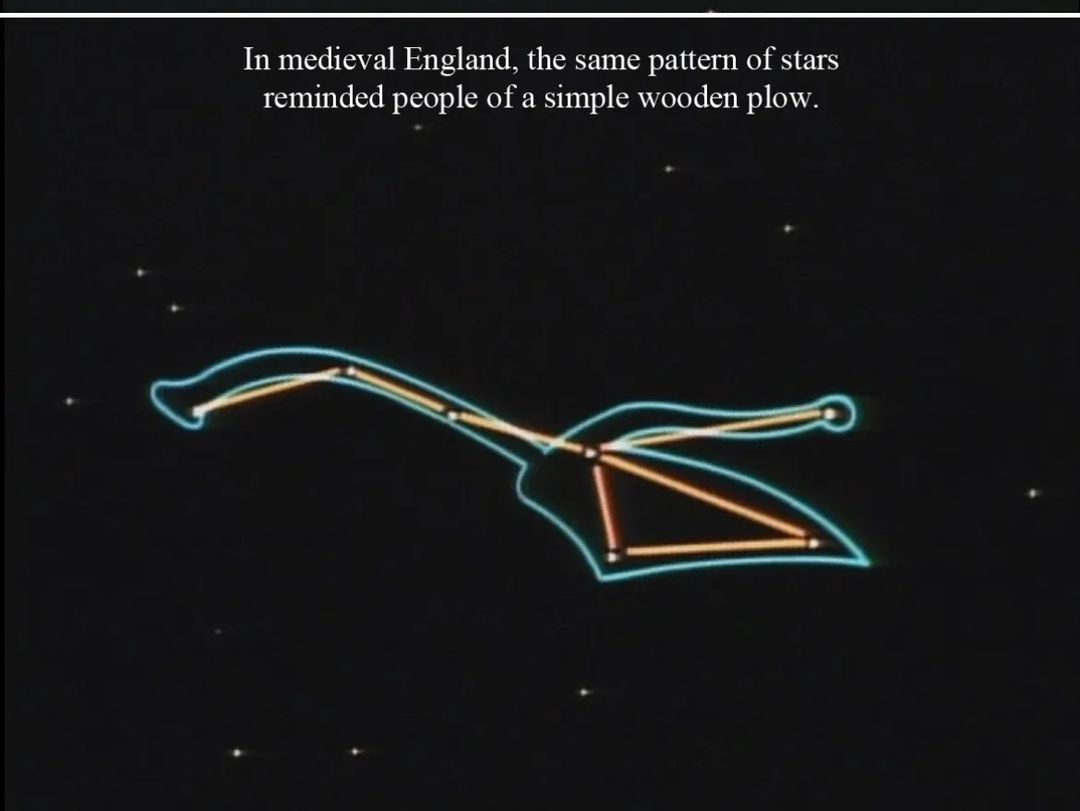 In medieval England, the same pattern of stars
reminded people of a simple wooden plow.